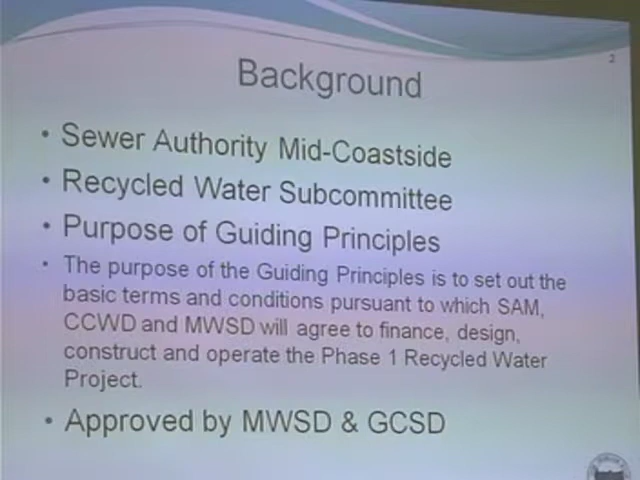 2
Background
• Sewer Authority Mid-Coastside
• Recycled Water Subcommittee
• Purpose of Guiding Principles
• The purpose of the Guiding Principles is to set out the
basic terms and conditions pursuant to which SAM,
CCWD and MWSD will agree to finance, design,
construct and operate the Phase 1 Recycled Water
Project.
• Approved by MWSD & GCSD